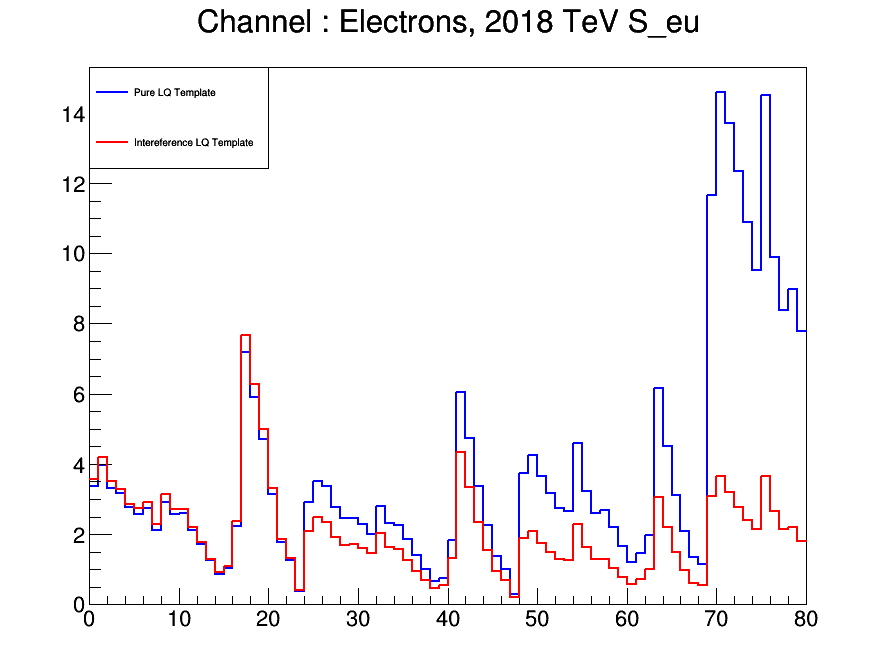 Channel : Electrons, 2018 TeV S_eu
Pure LQ Template
Intereference LQ Template
14
12
10
8
6
4
2
0
0 10 20 30 40 50 60 70 80